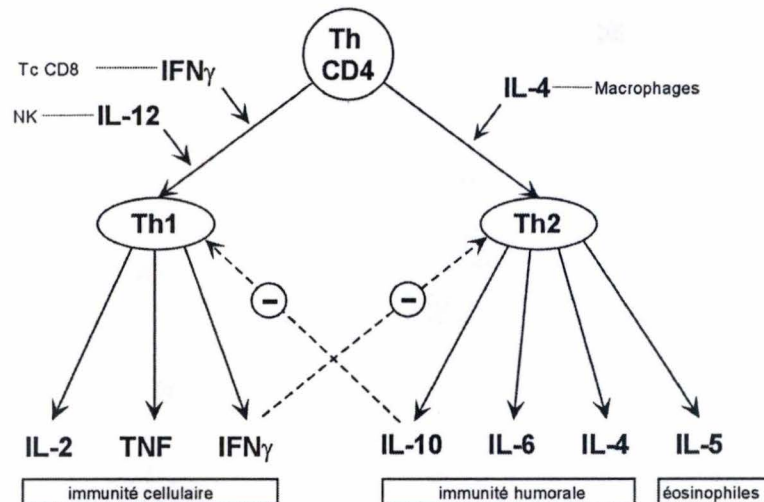 Th
CD4
Tc CD8
IFNγ
NK
IL-12
IL-4
Macrophages
Th1
Th2
−
−
IL-2
TNF
IFNγ
IL-10
IL-6
IL-4
IL-5
immunité cellulaire
immunité humorale
éosinophiles